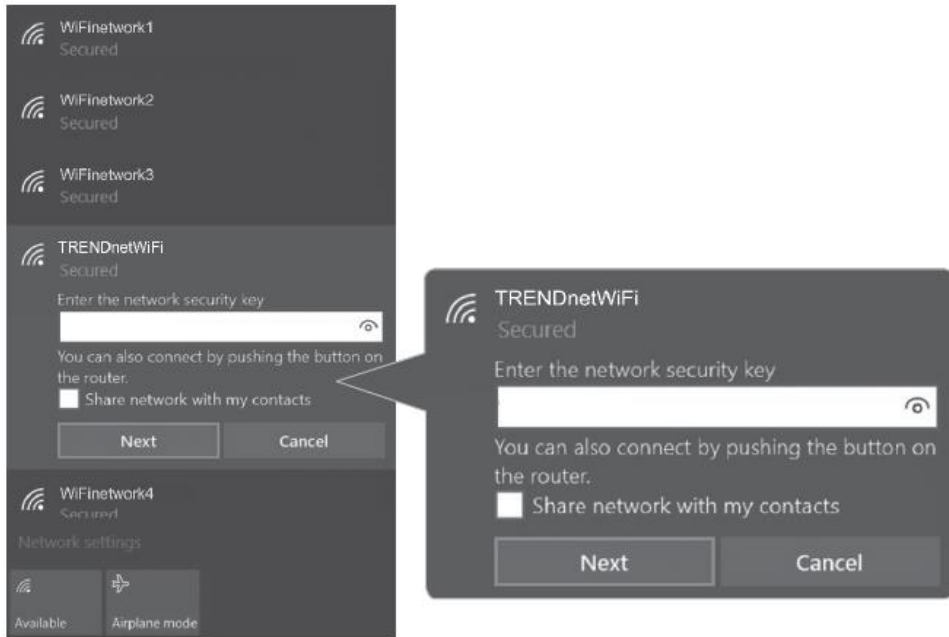 WiFinetwork1
Secured
WiFinetwork2
Secured
WiFinetwork3
Secured
TRENDnetWiFi
Secured
Enter the network security key
You can also connect by pushing the button on
the router.
Share network with my contacts
Next Cancel
WiFinetwork4
Secured
Network settings
Available Airplane mode
TRENDnetWiFi
Secured
Enter the network security key
You can also connect by pushing the button on
the router.
Share network with my contacts
Next Cancel